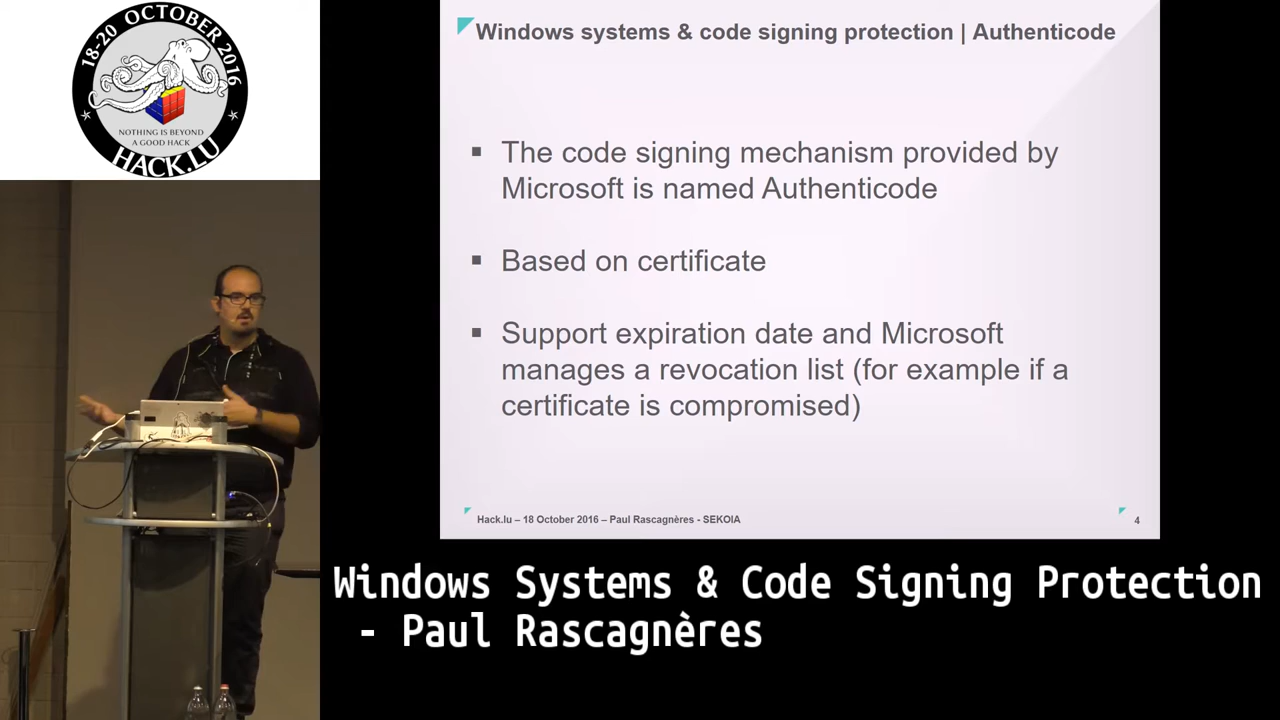 18-20 OCTOBER 2016
NOTHING IS BEYOND
A GOOD HACK
HACK.LU
Windows systems & code signing protection | Authenticode
▪ The code signing mechanism provided by
Microsoft is named Authenticode
▪ Based on certificate
▪ Support expiration date and Microsoft
manages a revocation list (for example if a
certificate is compromised)
Hack.lu – 18 October 2016 – Paul Rascagnères - SEKOIA
4
Windows Systems & Code Signing Protection
- Paul Rascagnères